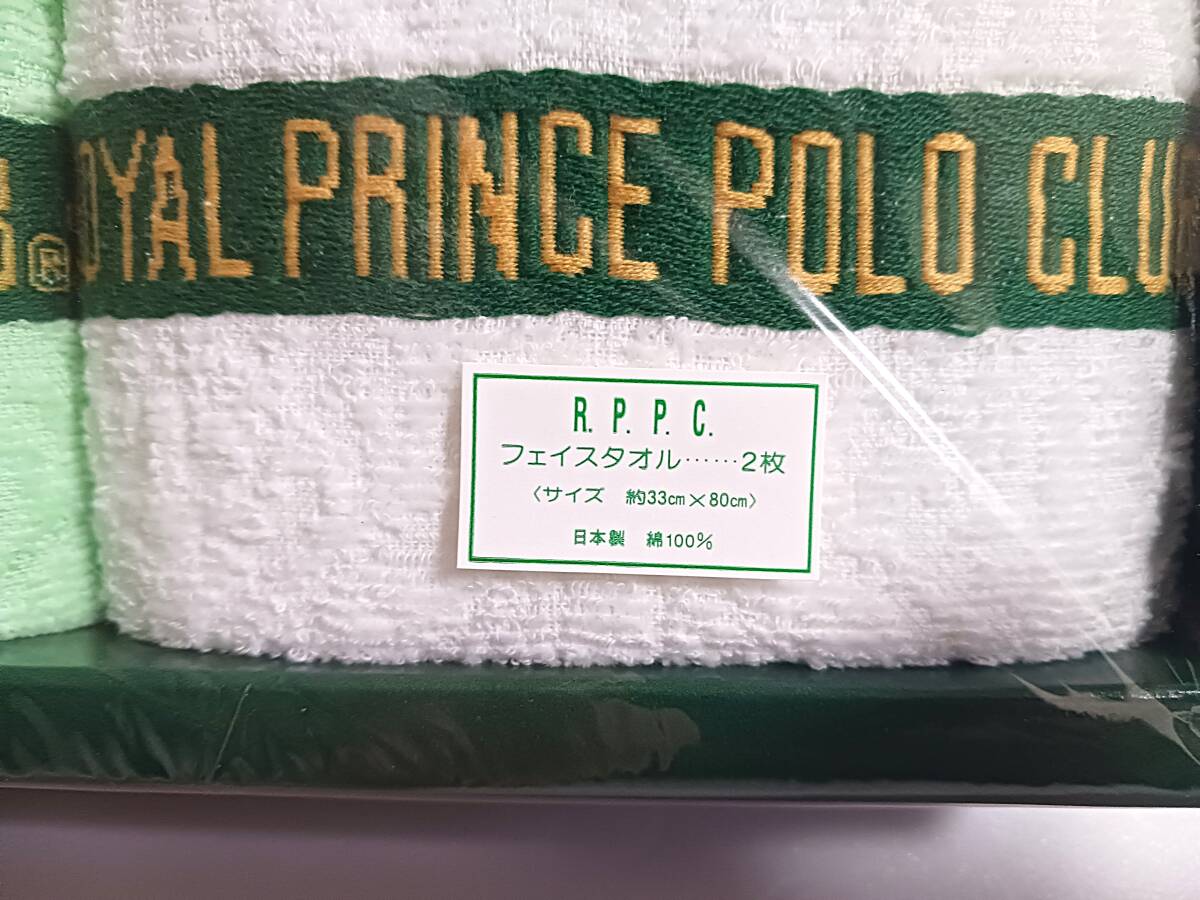 OYAL PRINCE POLO CLU
R. P. P. C.
フェイスタオル……2枚
〈サイズ 約33㎝×80㎝〉
日本製 綿100%